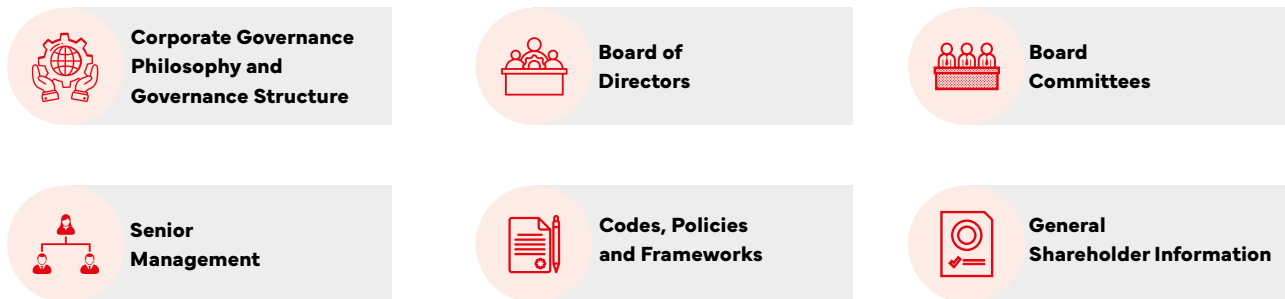 Corporate Governance
Philosophy and
Governance Structure
Board of
Directors
Board
Committees
Senior
Management
Codes, Policies
and Frameworks
General
Shareholder Information